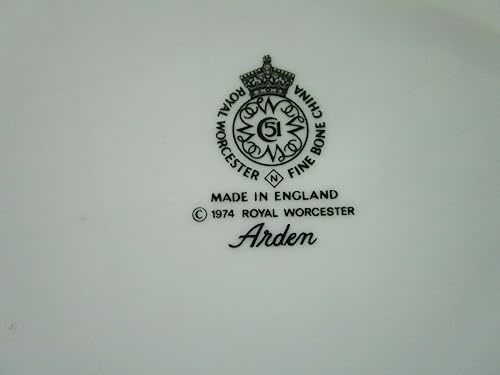 ROYAL WORCESTER FINE BONE CHINA
C 51
N
MADE IN ENGLAND
© 1974 ROYAL WORCESTER
Arden